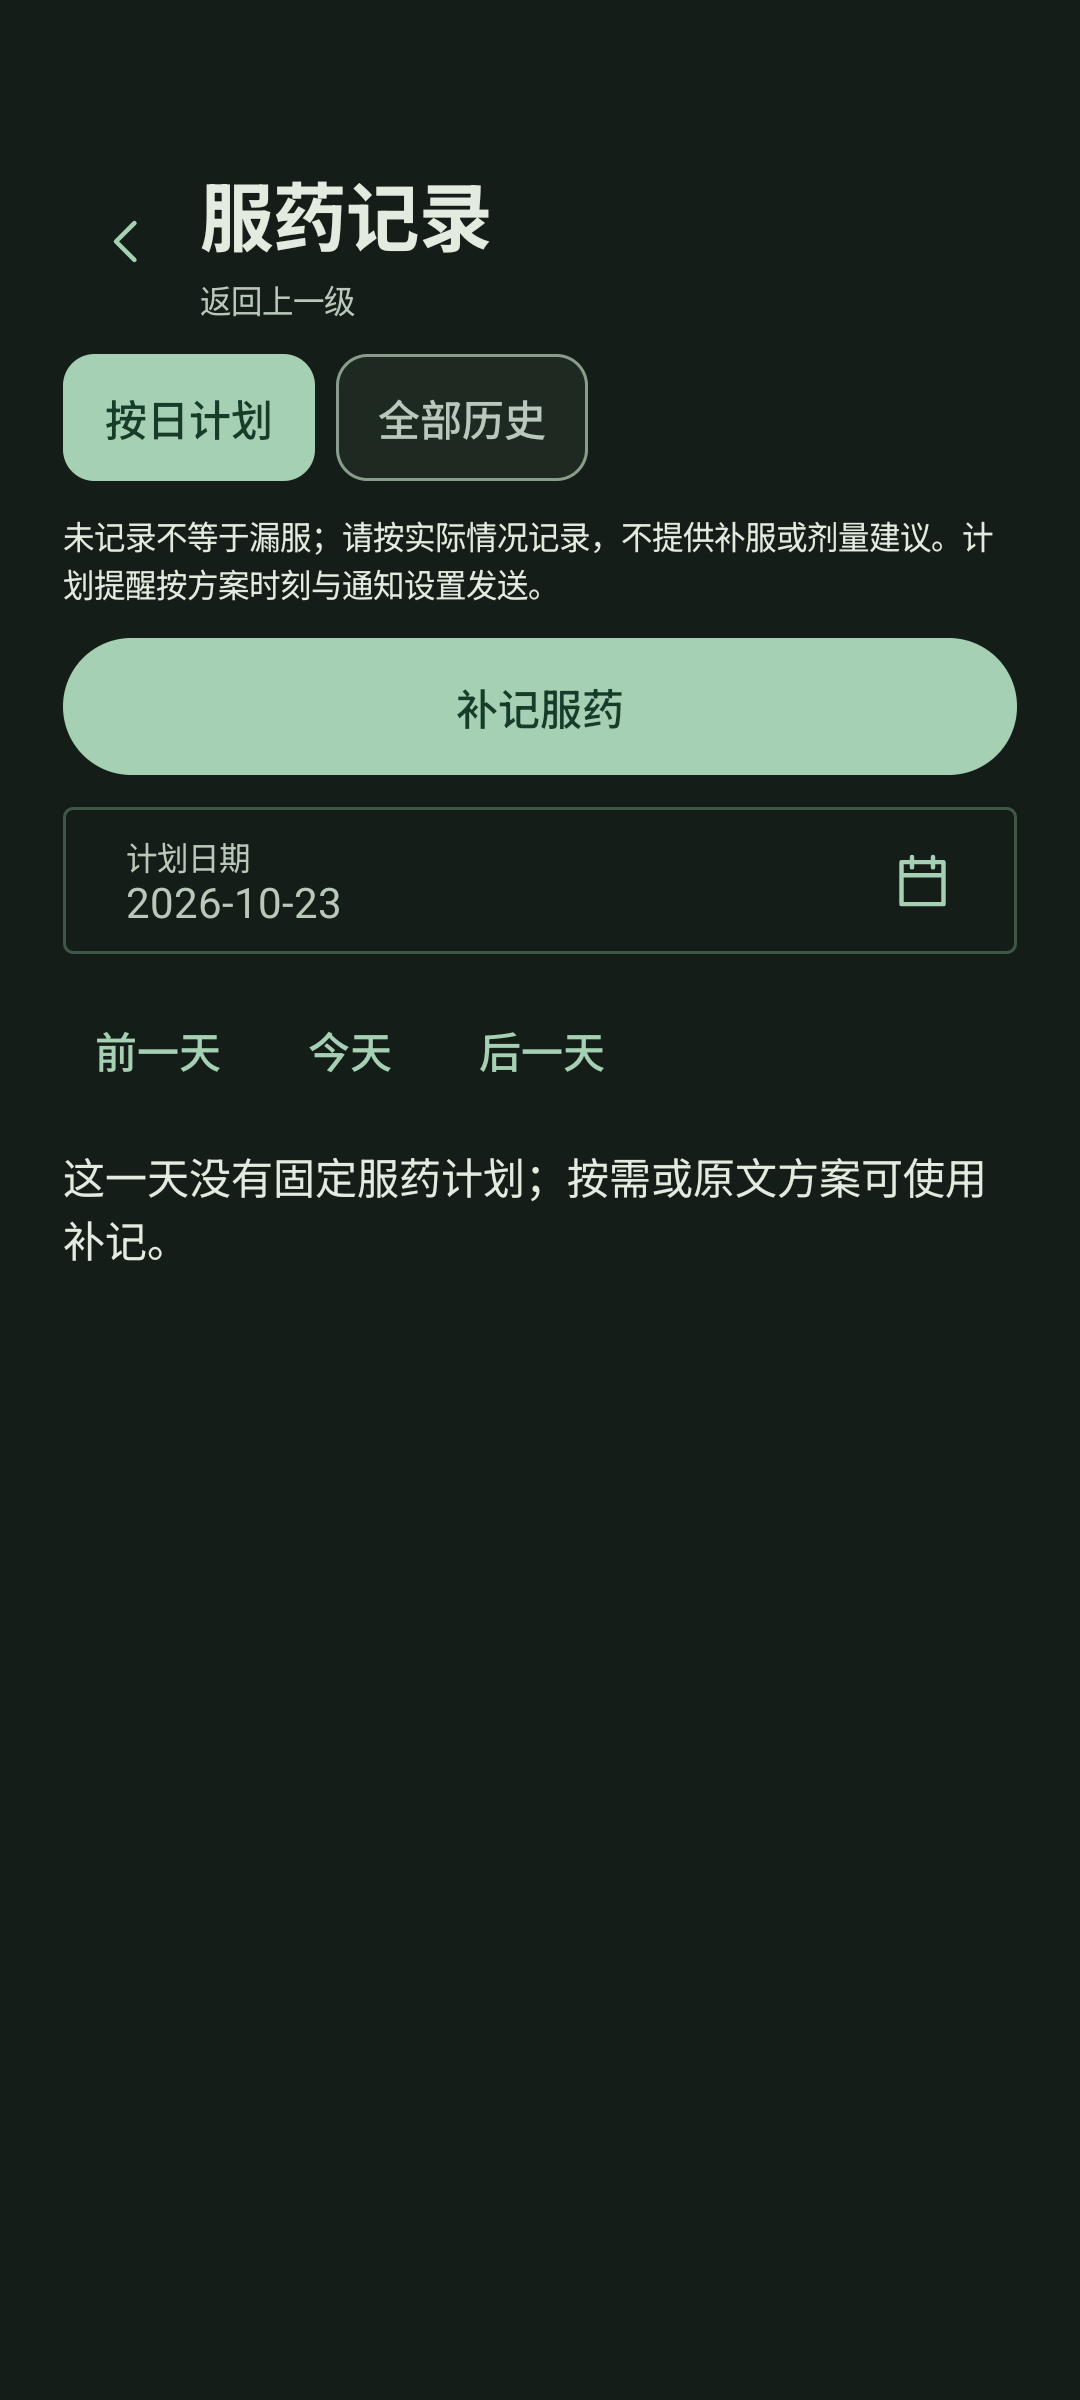 服药记录
返回上一级
按日计划
全部历史
未记录不等于漏服；请按实际情况记录，不提供补服或剂量建议。计
划提醒按方案时刻与通知设置发送。
补记服药
计划日期
2026-10-23
前一天
今天
后一天
这一天没有固定服药计划；按需或原文方案可使用
补记。